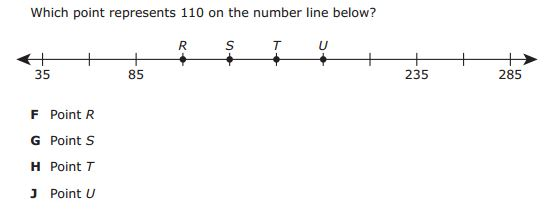 Which point represents 110 on the number line below?
R S T U
35 85 235 285
F Point R
G Point S
H Point T
J Point U